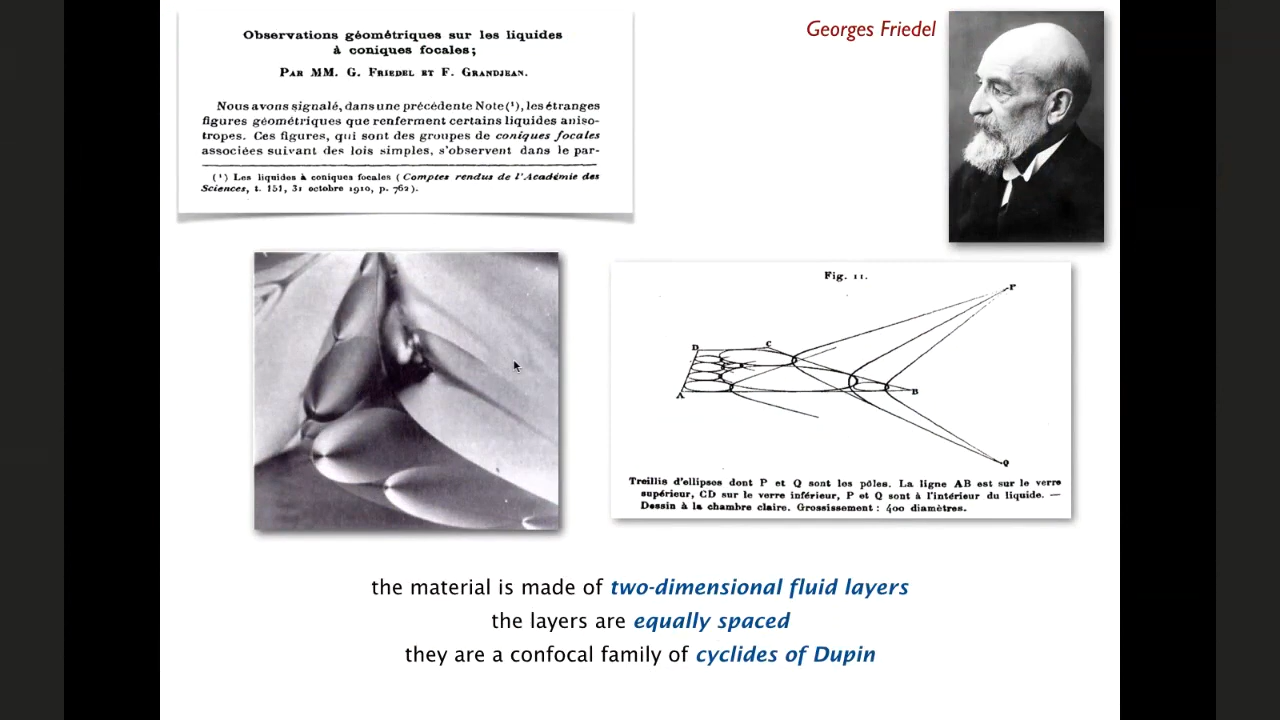 Observations géométriques sur les liquides
à coniques focales;
PAR MM. G. FRIEDEL ET F. GRANDJEAN.
Nous avons signalé, dans une précédente Note (¹), les étranges
figures géométriques que renferment certains liquides aniso-
tropes. Ces figures, qui sont des groupes de coniques focales
associées suivant des lois simples, s'observent dans le par-
(¹) Les liquides à coniques focales (Comptes rendus de l'Académie des
Sciences, t. 151, 31 octobre 1910, p. 762).
Georges Friedel
Fig. 11.
P
D
C
A
B
Q
Treillis d'ellipses dont P et Q sont les pôles. La ligne AB est sur le verre
supérieur, CD sur le verre inférieur, P et Q sont à l'intérieur du liquide. —
Dessin à la chambre claire. Grossissement : 400 diamètres.
the material is made of two-dimensional fluid layers
the layers are equally spaced
they are a confocal family of cyclides of Dupin